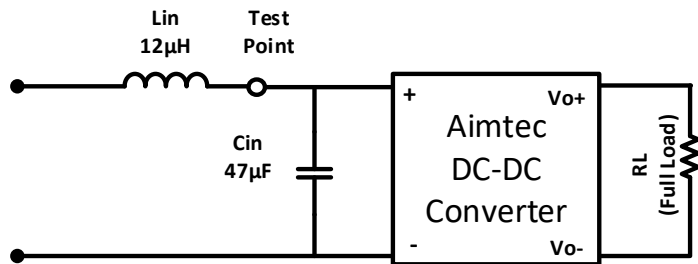 Lin
12µH
Test
Point
Cin
47µF
+
-
Aimtec
DC-DC
Converter
Vo+
Vo-
RL
(Full Load)